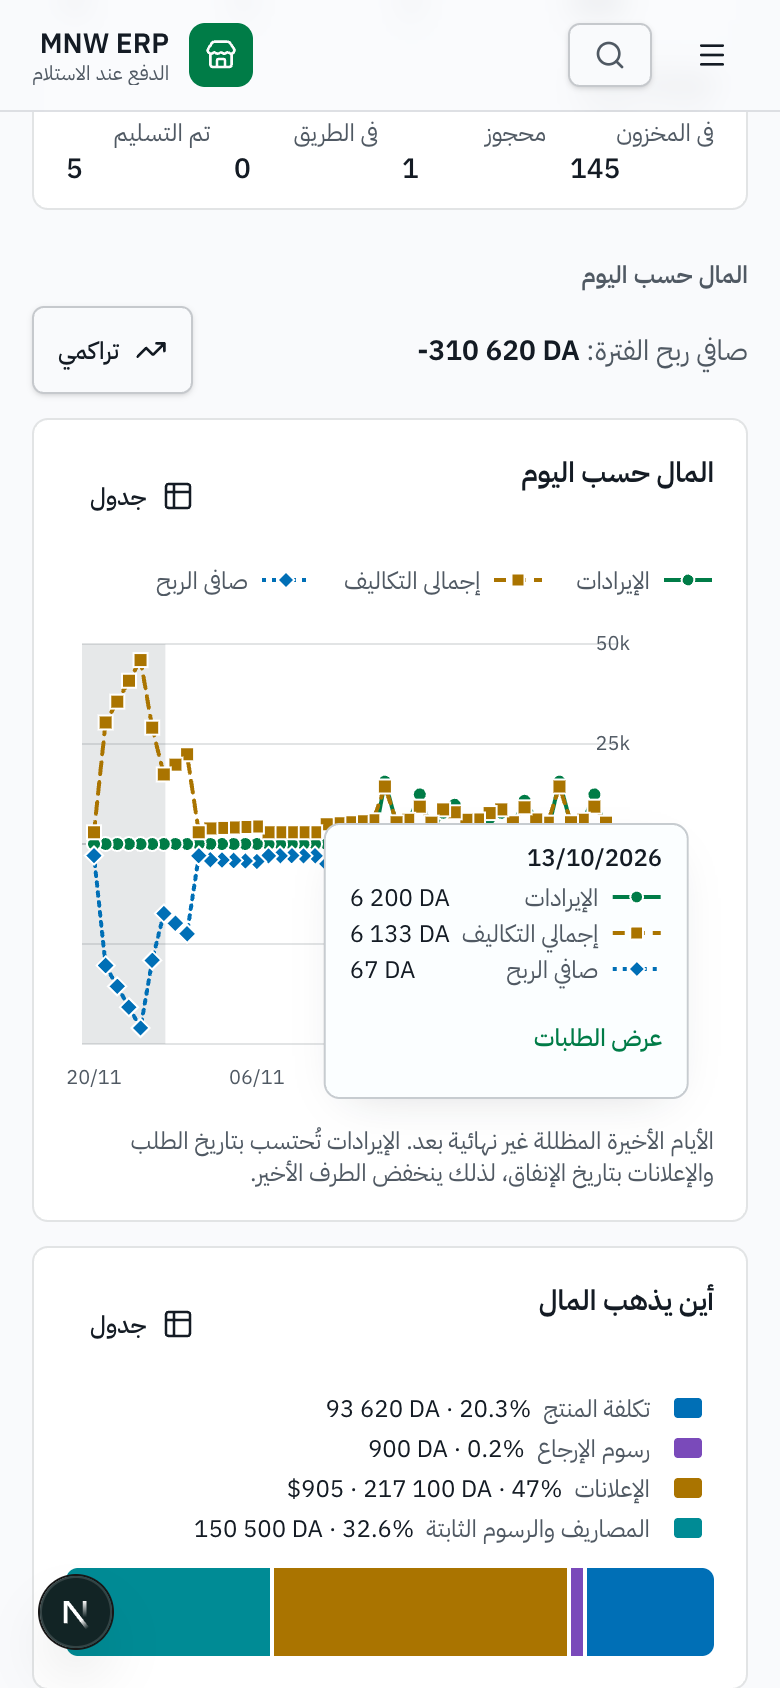 MNW ERP
الدفع عند الاستلام
في المخزون محجوز في الطريق تم التسليم
145 1 0 5
المال حسب اليوم
صافي ربح الفترة: -310 620 DA
تراكمي
المال حسب اليوم
جدول
الإيرادات إجمالي التكاليف صافي الربح
50k
25k
13/10/2026
الإيرادات 6 200 DA
إجمالي التكاليف 6 133 DA
صافي الربح 67 DA
عرض الطلبات
06/11 20/11
الأيام الأخيرة المظللة غير نهائية بعد. الإيرادات تُحتسب بتاريخ الطلب
والإعلانات بتاريخ الإنفاق، لذلك ينخفض الطرف الأخير.
أين يذهب المال
جدول
تكلفة المنتج 93 620 DA · 20.3%
رسوم الإرجاع 900 DA · 0.2%
الإعلانات $905 · 217 100 DA · 47%
المصاريف والرسوم الثابتة 150 500 DA · 32.6%
N